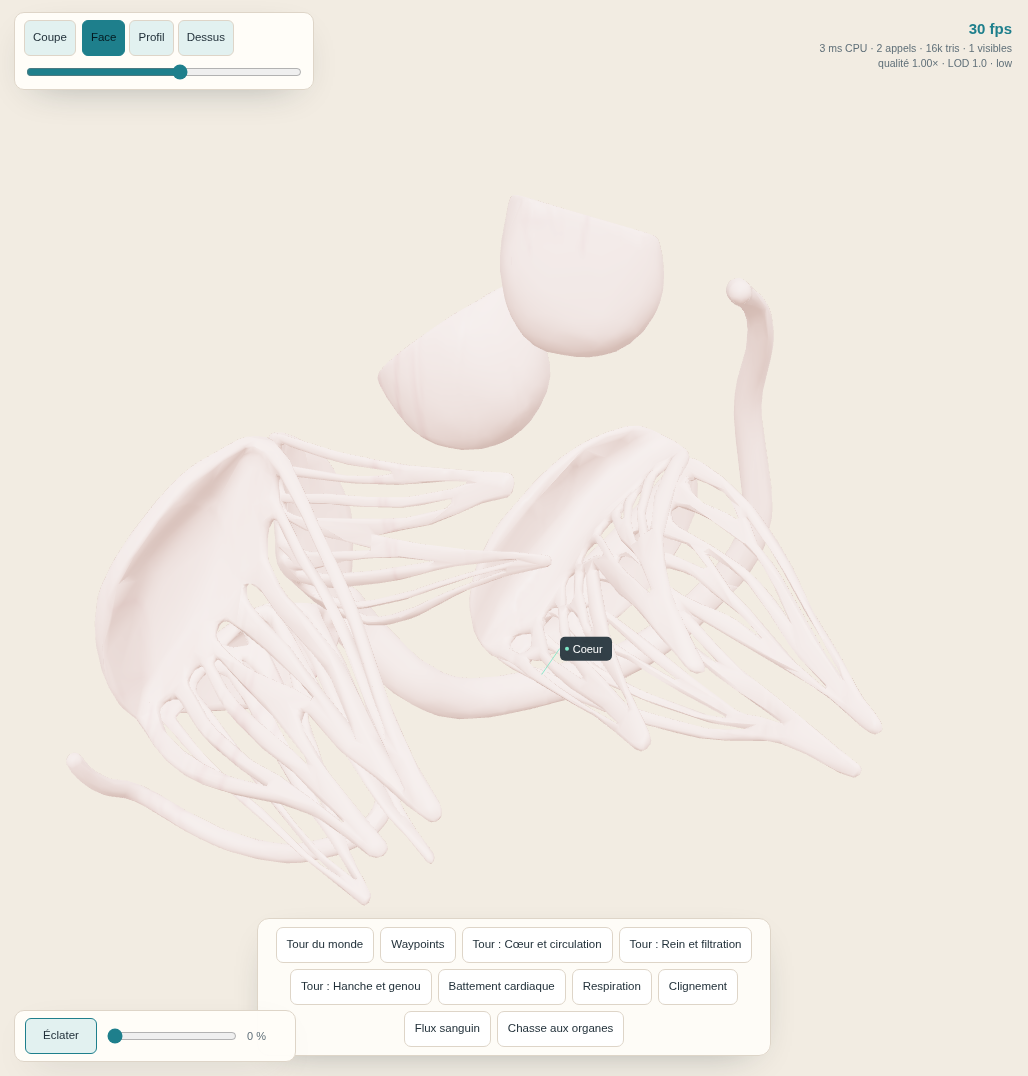 Coupe Face Profil Dessus
30 fps
3 ms CPU · 2 appels · 16k tris · 1 visibles
qualité 1.00× · LOD 1.0 · low
Coeur
Tour du monde Waypoints Tour : Cœur et circulation Tour : Rein et filtration
Tour : Hanche et genou Battement cardiaque Respiration Clignement
Flux sanguin Chasse aux organes
Éclater 0 %